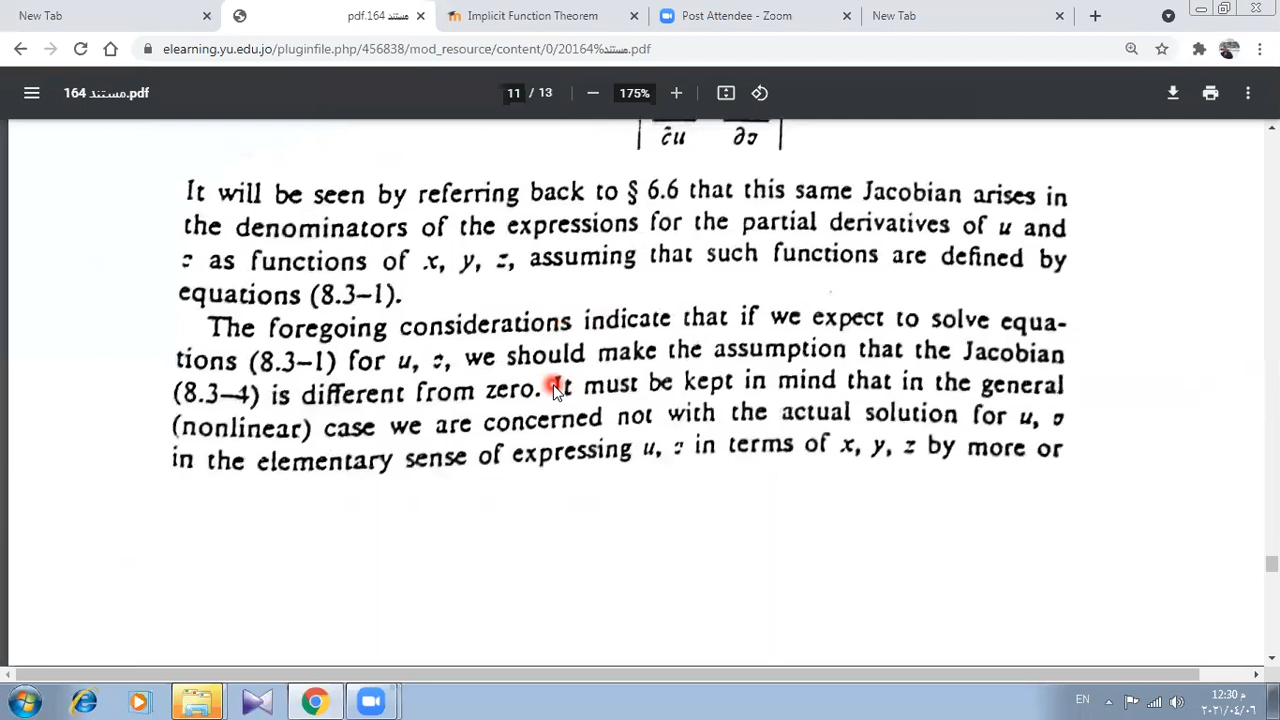 New Tab
مستند 164.pdf
Implicit Function Theorem
Post Attendee - Zoom
New Tab
elearning.yu.edu.jo/pluginfile.php/456838/mod_resource/content/0/20164%مستند.pdf
مستند 164.pdf
11 / 13
175%
∂u ∂v
It will be seen by referring back to § 6.6 that this same Jacobian arises in
the denominators of the expressions for the partial derivatives of u and
v as functions of x, y, z, assuming that such functions are defined by
equations (8.3–1).
The foregoing considerations indicate that if we expect to solve equa-
tions (8.3–1) for u, v, we should make the assumption that the Jacobian
(8.3–4) is different from zero. It must be kept in mind that in the general
(nonlinear) case we are concerned not with the actual solution for u, v
in the elementary sense of expressing u, v in terms of x, y, z by more or
EN
12:30 م
٢٠٢١/٠٤/٠٦